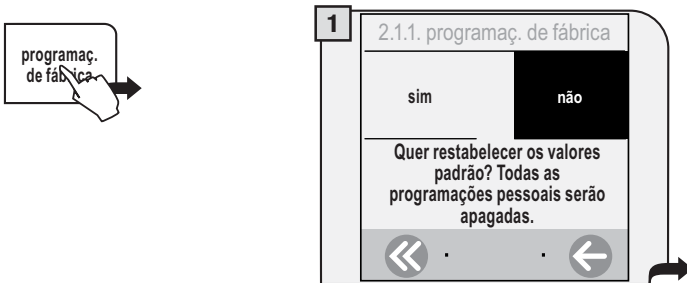 programaç.
de fábrica
1
2.1.1. programaç. de fábrica
sim
não
Quer restabelecer os valores
padrão? Todas as
programações pessoais serão
apagadas.